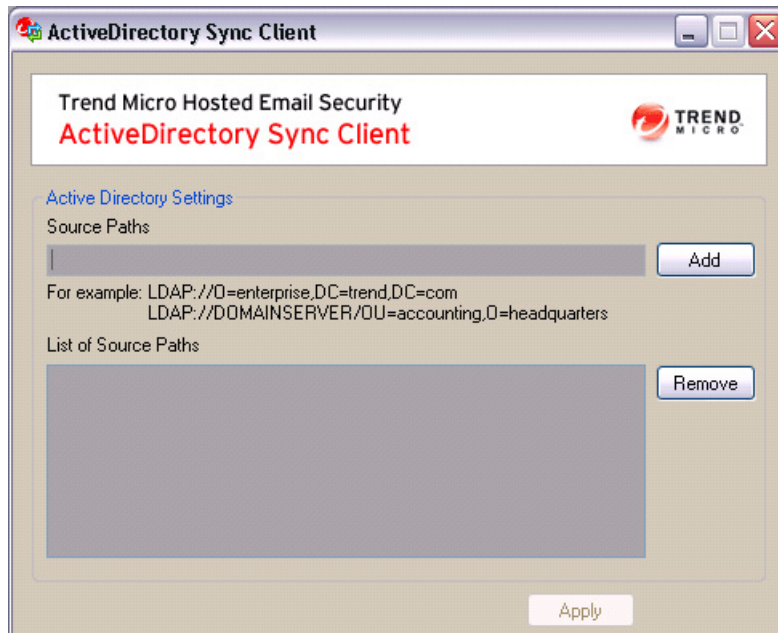 ActiveDirectory Sync Client
Trend Micro Hosted Email Security
ActiveDirectory Sync Client
TREND
MICRO
Active Directory Settings
Source Paths
Add
For example: LDAP://O=enterprise,DC=trend,DC=com
LDAP://DOMAINSERVER/OU=accounting,O=headquarters
List of Source Paths
Remove
Apply